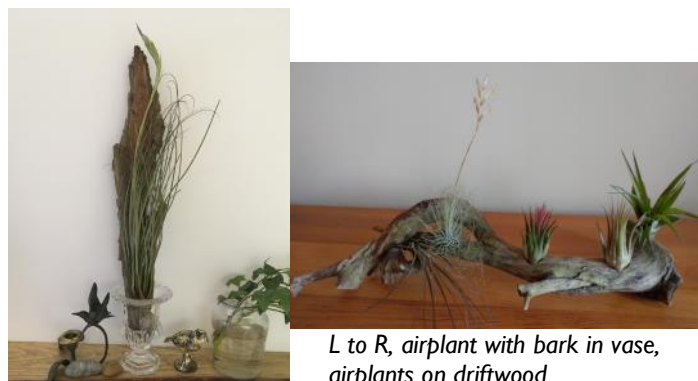 L to R, airplant with bark in vase,
airplants on driftwood